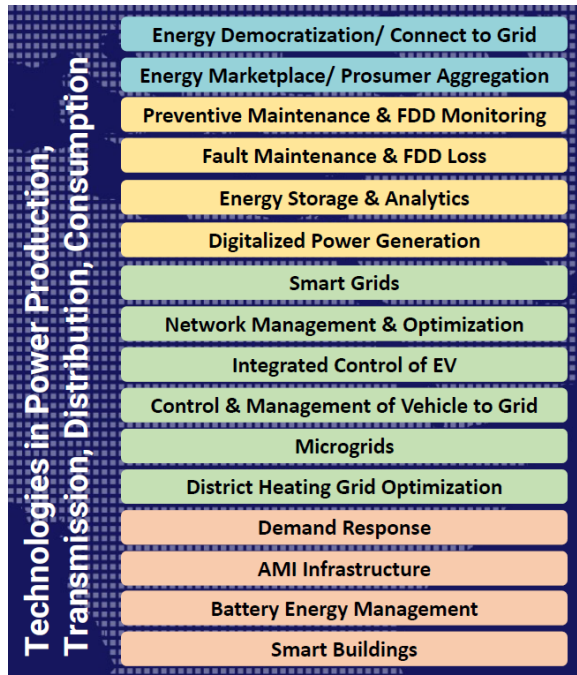 Technologies in Power Production,
Transmission, Distribution, Consumption
Energy Democratization/ Connect to Grid
Energy Marketplace/ Prosumer Aggregation
Preventive Maintenance & FDD Monitoring
Fault Maintenance & FDD Loss
Energy Storage & Analytics
Digitalized Power Generation
Smart Grids
Network Management & Optimization
Integrated Control of EV
Control & Management of Vehicle to Grid
Microgrids
District Heating Grid Optimization
Demand Response
AMI Infrastructure
Battery Energy Management
Smart Buildings